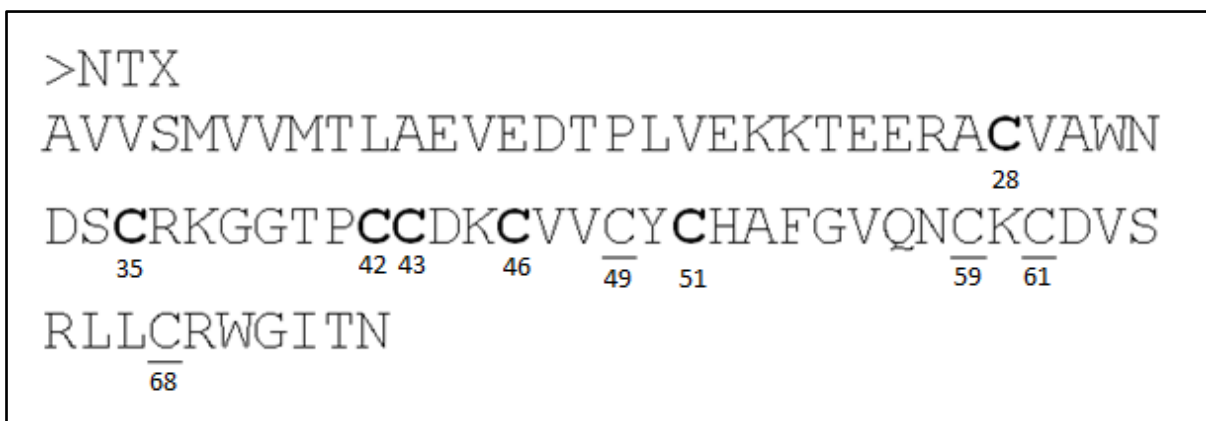 >NTX
AVVSMVVMTLAEVEDTPLVEKKTEERACVAWN
28
DSCRKGGTPCCDKCVVCYCHAFGVQNCKCDVS
35 42 43 46 49 51 59 61
RLLCRWGITN
68